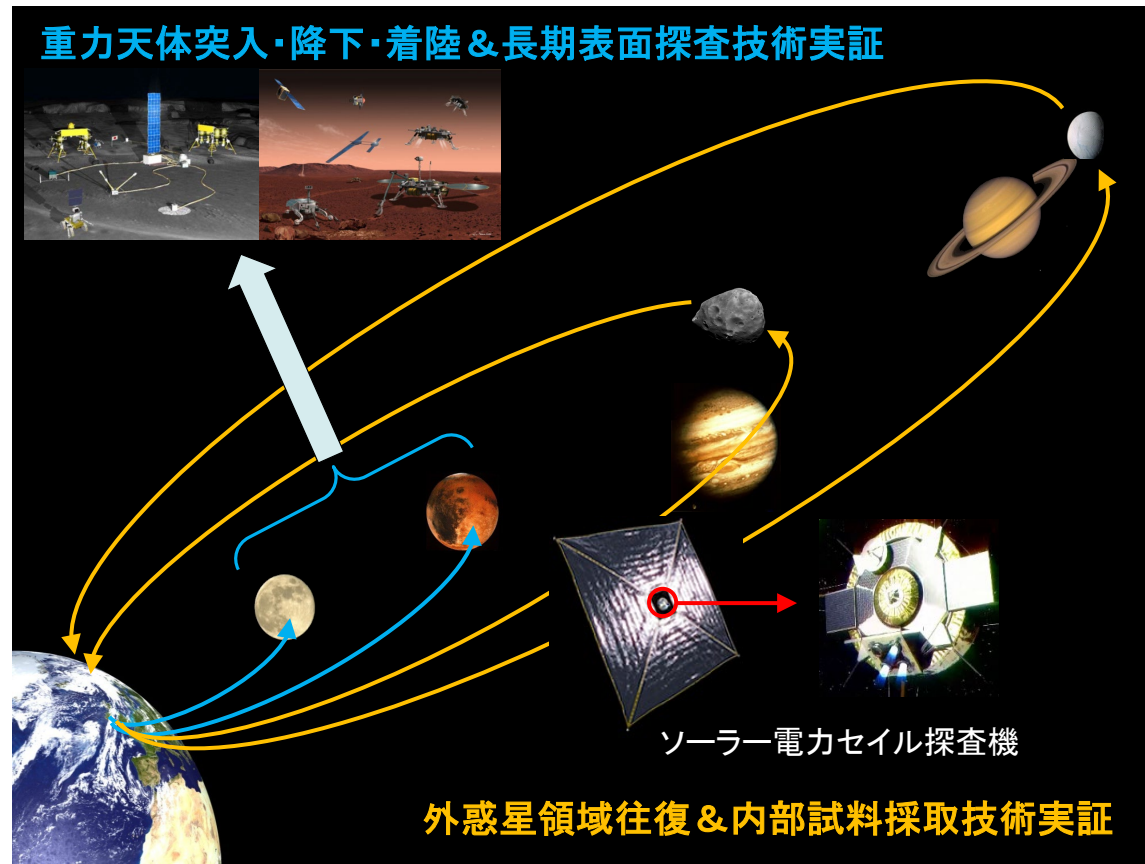 重力天体突入・降下・着陸＆長期表面探査技術実証
ソーラー電力セイル探査機
外惑星領域往復＆内部試料採取技術実証